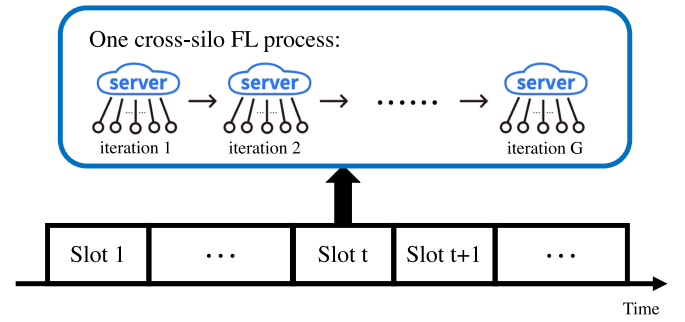 One cross-silo FL process:
server server ······ server
iteration 1 iteration 2 iteration G
Slot 1 ··· Slot t Slot t+1 ···
Time